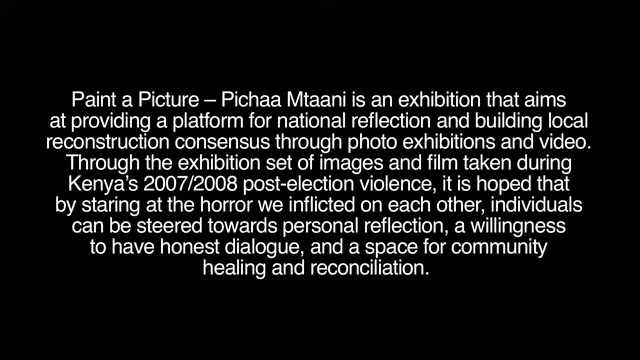 Paint a Picture – Pichaa Mtaani is an exhibition that aims
at providing a platform for national reflection and building local
reconstruction consensus through photo exhibitions and video.
Through the exhibition set of images and film taken during
Kenya's 2007/2008 post-election violence, it is hoped that
by staring at the horror we inflicted on each other, individuals
can be steered towards personal reflection, a willingness
to have honest dialogue, and a space for community
healing and reconciliation.